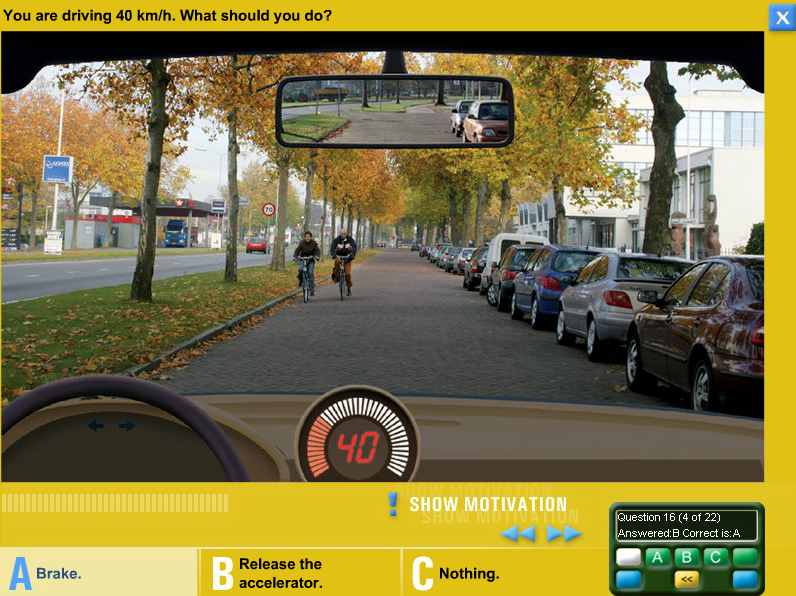 You are driving 40 km/h. What should you do?
X
70
40
! SHOW MOTIVATION
Question 16 (4 of 22)
Answered:B Correct is:A
A B C
<<
A Brake.
B Release the
accelerator.
C Nothing.